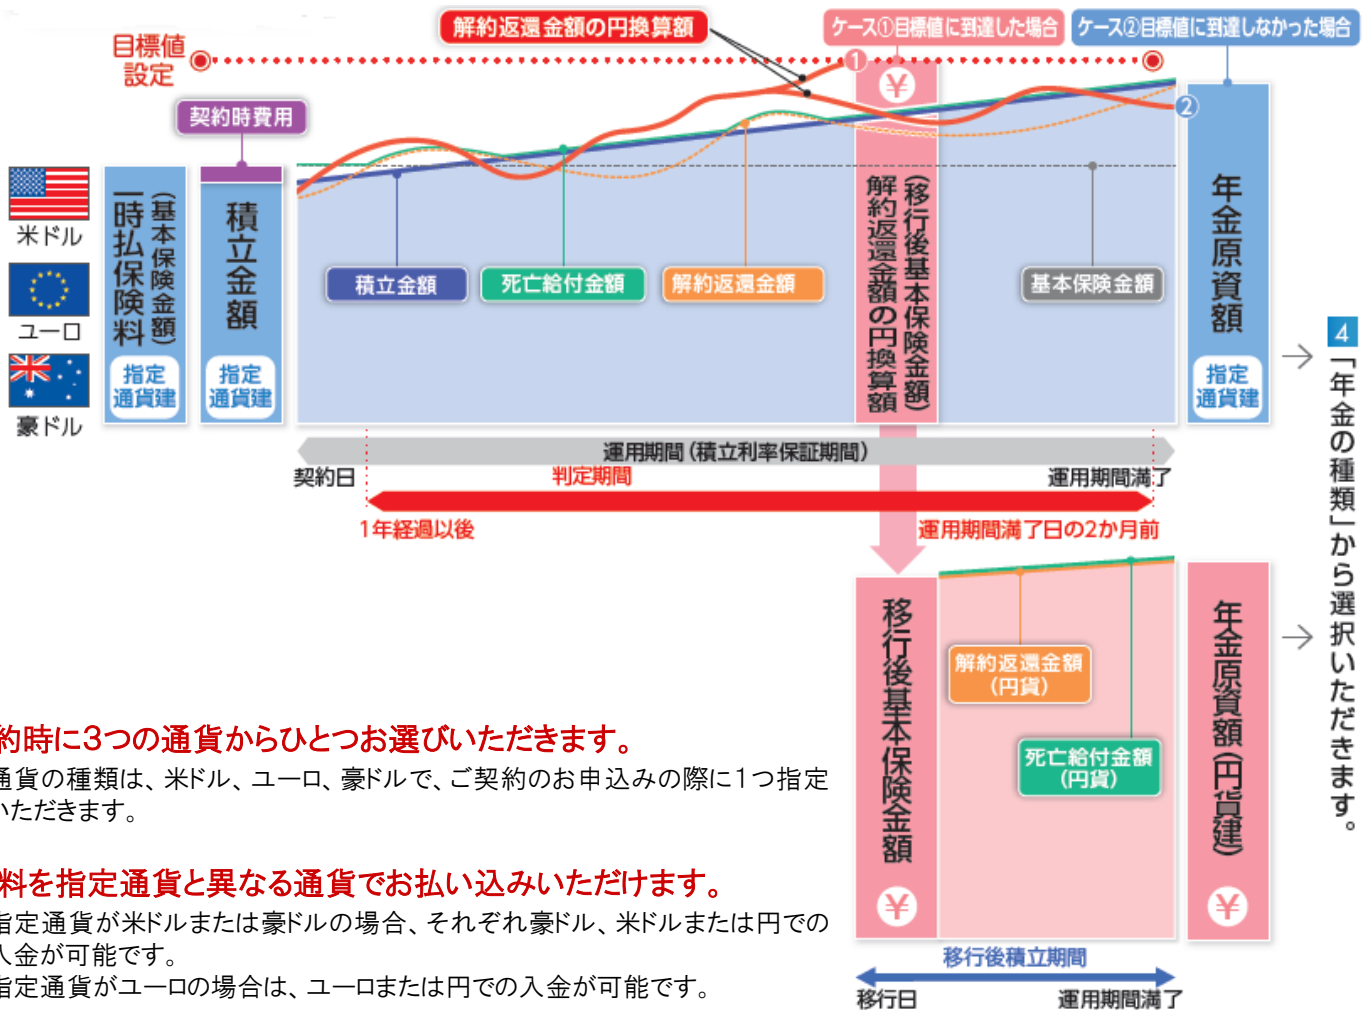 解約返還金額の円換算額
ケース①目標値に到達した場合
ケース②目標値に到達しなかった場合
目標値
設定
1
¥
契約時費用
2
米ドル
ユーロ
豪ドル
一時払保険料
(基本保険金額)
指定
通貨建
積立金額
指定
通貨建
積立金額
死亡給付金額
解約返還金額
基本保険金額
解約返還金額の円換算額
(移行後基本保険金額)
年金原資額
指定
通貨建
→
4「年金の種類」から選択いただきます。
運用期間(積立利率保証期間)
契約日
判定期間
運用期間満了
1年経過以後
運用期間満了日の2か月前
移行後基本保険金額
¥
解約返還金額
(円貨)
死亡給付金額
(円貨)
年金原資額(円貨建)
¥
→
移行後積立期間
移行日
運用期間満了
約時に3つの通貨からひとつお選びいただきます。
通貨の種類は、米ドル、ユーロ、豪ドルで、ご契約のお申込みの際に1つ指定
いただきます。
料を指定通貨と異なる通貨でお払い込みいただけます。
指定通貨が米ドルまたは豪ドルの場合、それぞれ豪ドル、米ドルまたは円での
入金が可能です。
指定通貨がユーロの場合は、ユーロまたは円での入金が可能です。